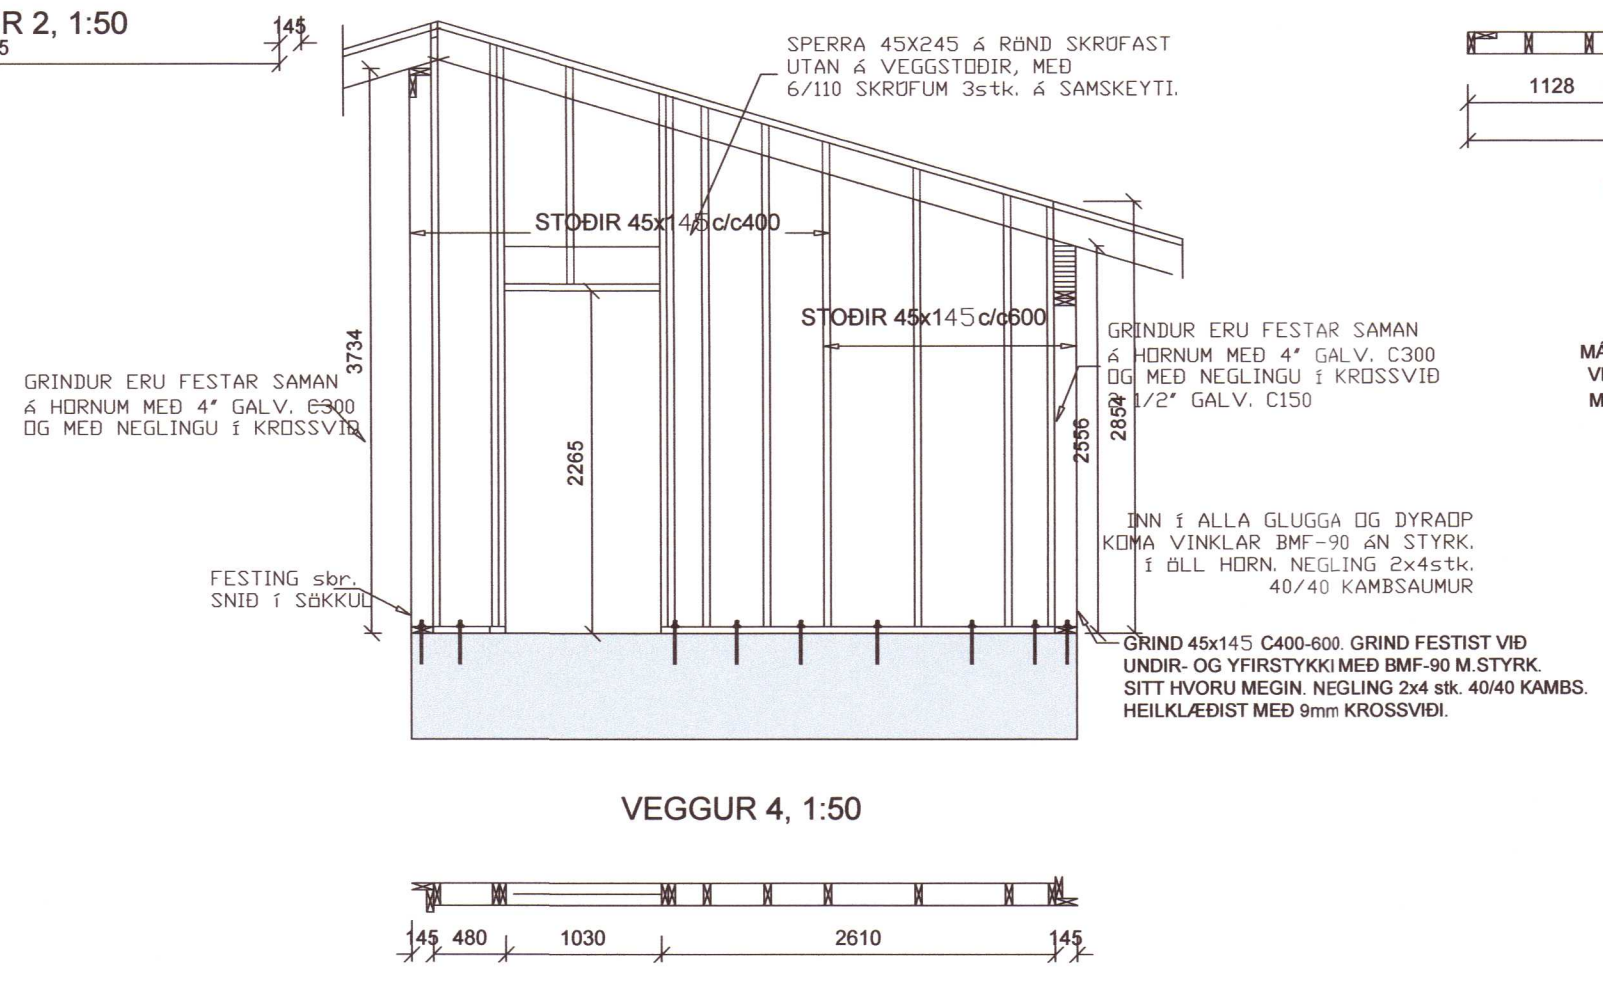 R 2, 1:50
5
145
SPERRA 45X245 á RÖND SKRÚFAST
UTAN á VEGGSTOÐIR, MEÐ
6/110 SKRÚFUM 3stk. á SAMSKEYTI.
1128
STOÐIR 45x145 c/c400
STOÐIR 45x145 c/c600
3734
GRINDUR ERU FESTAR SAMAN
á HORNUM MEÐ 4" GALV. C300
OG MEÐ NEGLINGU í KROSSVIÐ
GRINDUR ERU FESTAR SAMAN
á HORNUM MEÐ 4" GALV. C300
OG MEÐ NEGLINGU í KROSSVIÐ
2 1/2" GALV. C150
MÁ
VI
M
2265
2556
2854
INN í ALLA GLUGGA OG DYRAOP
KOMA VINKLAR BMF-90 áN STYRK.
í ÖLL HORN. NEGLING 2x4stk.
40/40 KAMBSAUMUR
FESTING sbr.
SNIÐ í SÖKKUL
GRIND 45x145 C400-600. GRIND FESTIST VIÐ
UNDIR- OG YFIRSTYKKI MEÐ BMF-90 M.STYRK.
SITT HVORU MEGIN. NEGLING 2x4 stk. 40/40 KAMBS.
HEILKLÆÐIST MEÐ 9mm KROSSVIÐI.
VEGGUR 4, 1:50
145 480 1030 2610 145